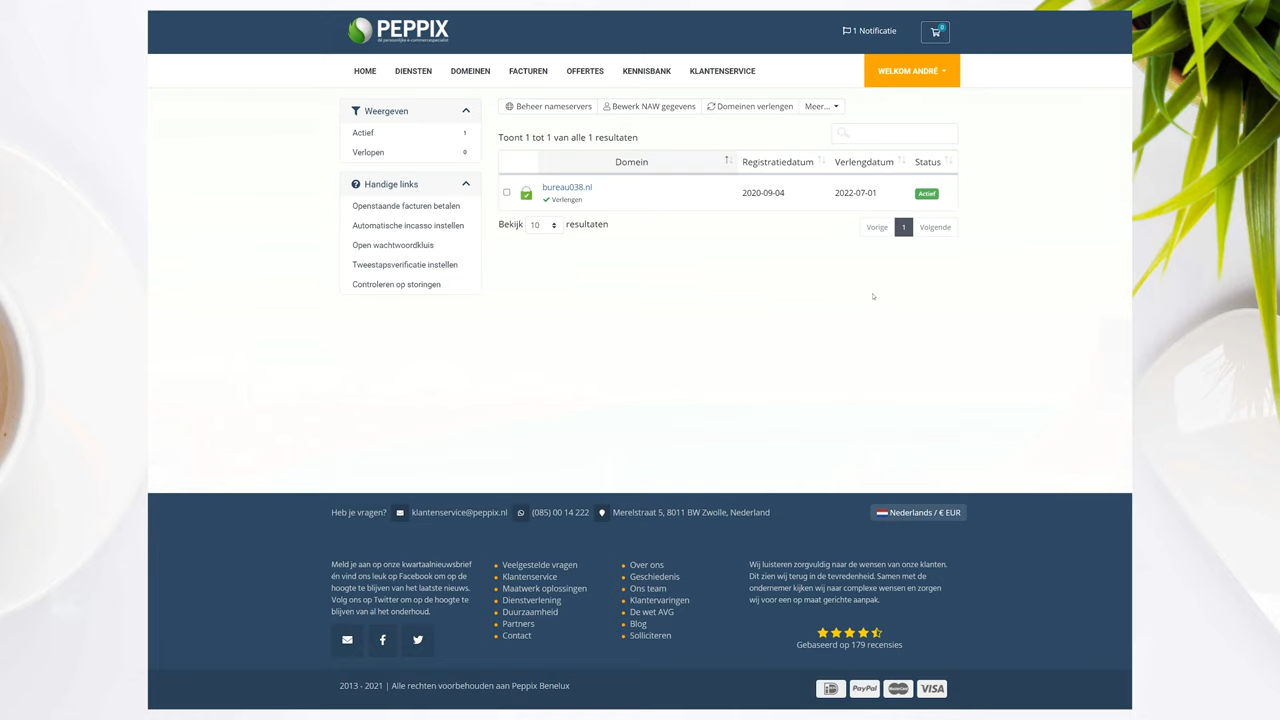 PEPPIX
1 Notificatie
0
HOME
DIENSTEN
DOMEINEN
FACTUREN
OFFERTES
KENNISBANK
KLANTENSERVICE
WELKOM ANDRÉ
Weergeven
Actief 1
Verlopen 0
Handige links
Openstaande facturen betalen
Automatische incasso instellen
Open wachtwoordkluis
Tweestapsverificatie instellen
Controleren op storingen
Beheer nameservers
Bewerk NAW gegevens
Domeinen verlengen
Meer...
Toont 1 tot 1 van alle 1 resultaten
Domein Registratiedatum Verlengdatum Status
bureau038.nl 2020-09-04 2022-07-01 Actief
Verlengen
Bekijk 10 resultaten
Vorige 1 Volgende
Heb je vragen? klantenservice@peppix.nl (085) 00 14 222 Merelstraat 5, 8011 BW Zwolle, Nederland
Nederlands / € EUR
Meld je aan op onze kwartaalnieuwsbrief
én vind ons leuk op Facebook om op de
hoogte te blijven van het laatste nieuws.
Volg ons op Twitter om op de hoogte te
blijven van al het onderhoud.
Veelgestelde vragen
Klantenservice
Maatwerk oplossingen
Dienstverlening
Duurzaamheid
Partners
Contact
Over ons
Geschiedenis
Ons team
Klantervaringen
De wet AVG
Blog
Solliciteren
Wij luisteren zorgvuldig naar de wensen van onze klanten.
Dit zien wij terug in de tevredenheid. Samen met de
ondernemer kijken wij naar complexe wensen en zorgen
wij voor een op maat gerichte aanpak.
Gebaseerd op 179 recensies
2013 - 2021 | Alle rechten voorbehouden aan Peppix Benelux
iD
PayPal
MasterCard
VISA